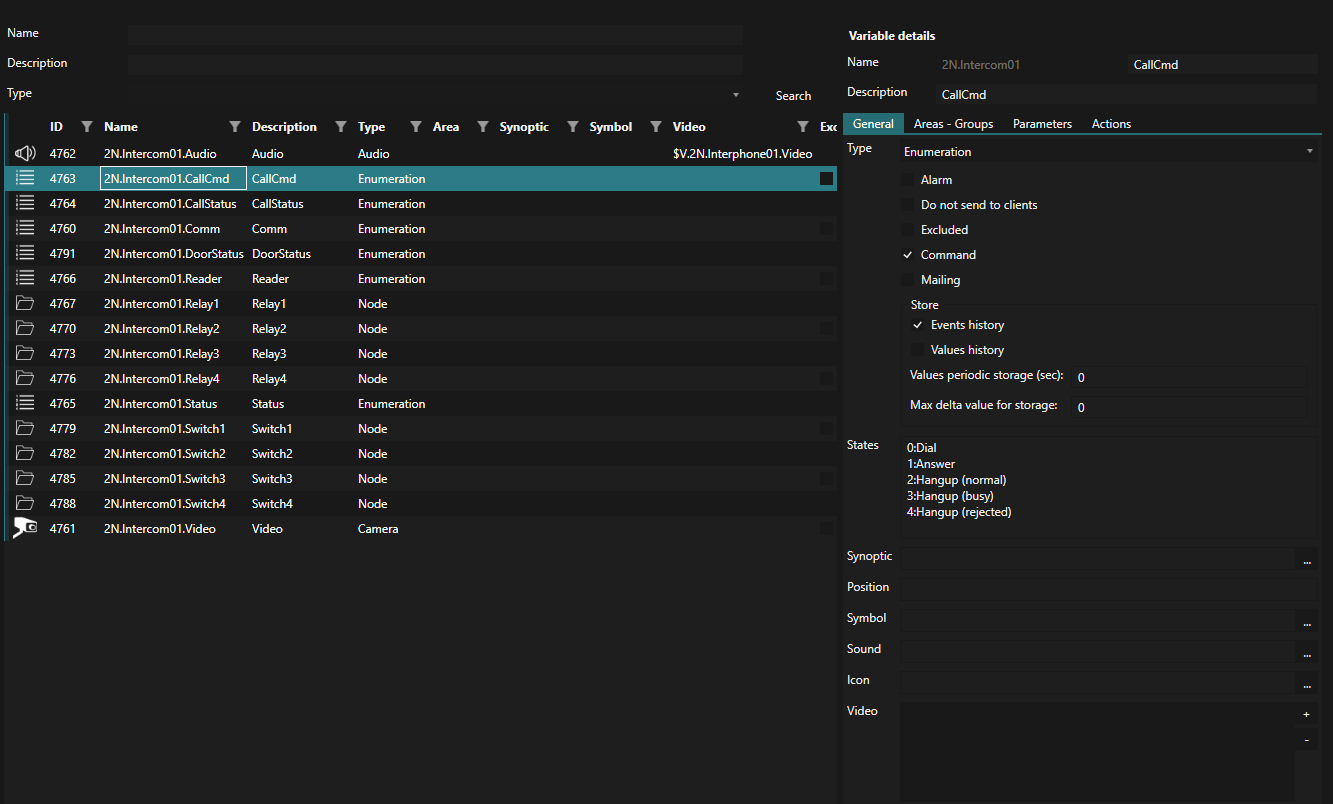 Name
Description
Type
Search
ID Name Description Type Area Synoptic Symbol Video Exc
4762 2N.Intercom01.Audio Audio Audio $V.2N.Interphone01.Video
4763 2N.Intercom01.CallCmd CallCmd Enumeration
4764 2N.Intercom01.CallStatus CallStatus Enumeration
4760 2N.Intercom01.Comm Comm Enumeration
4791 2N.Intercom01.DoorStatus DoorStatus Enumeration
4766 2N.Intercom01.Reader Reader Enumeration
4767 2N.Intercom01.Relay1 Relay1 Node
4770 2N.Intercom01.Relay2 Relay2 Node
4773 2N.Intercom01.Relay3 Relay3 Node
4776 2N.Intercom01.Relay4 Relay4 Node
4765 2N.Intercom01.Status Status Enumeration
4779 2N.Intercom01.Switch1 Switch1 Node
4782 2N.Intercom01.Switch2 Switch2 Node
4785 2N.Intercom01.Switch3 Switch3 Node
4788 2N.Intercom01.Switch4 Switch4 Node
4761 2N.Intercom01.Video Video Camera
Variable details
Name 2N.Intercom01 CallCmd
Description CallCmd
General Areas - Groups Parameters Actions
Type Enumeration
Alarm
Do not send to clients
Excluded
Command
Mailing
Store
Events history
Values history
Values periodic storage (sec): 0
Max delta value for storage: 0
States
0:Dial
1:Answer
2:Hangup (normal)
3:Hangup (busy)
4:Hangup (rejected)
Synoptic ...
Position
Symbol ...
Sound ...
Icon ...
Video +
-